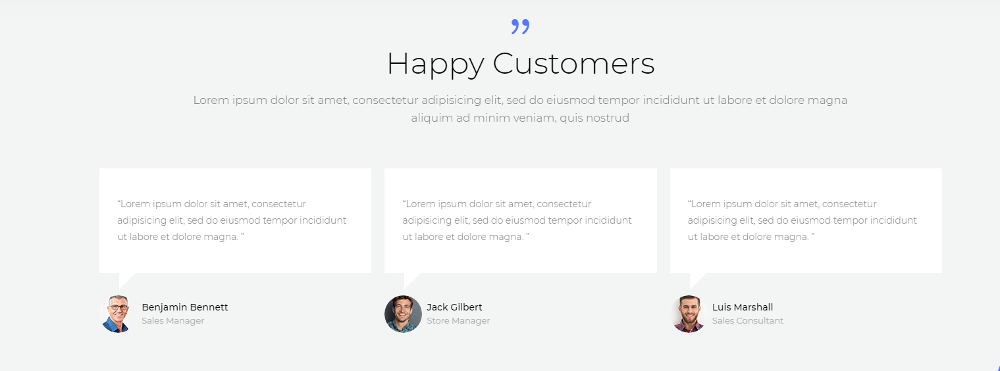 ”
Happy Customers
Lorem ipsum dolor sit amet, consectetur adipisicing elit, sed do eiusmod tempor incididunt ut labore et dolore magna
aliquim ad minim veniam, quis nostrud
“Lorem ipsum dolor sit amet, consectetur
adipisicing elit, sed do eiusmod tempor incididunt
ut labore et dolore magna. ”
Benjamin Bennett
Sales Manager
“Lorem ipsum dolor sit amet, consectetur
adipisicing elit, sed do eiusmod tempor incididunt
ut labore et dolore magna. ”
Jack Gilbert
Store Manager
“Lorem ipsum dolor sit amet, consectetur
adipisicing elit, sed do eiusmod tempor incididunt
ut labore et dolore magna. ”
Luis Marshall
Sales Consultant